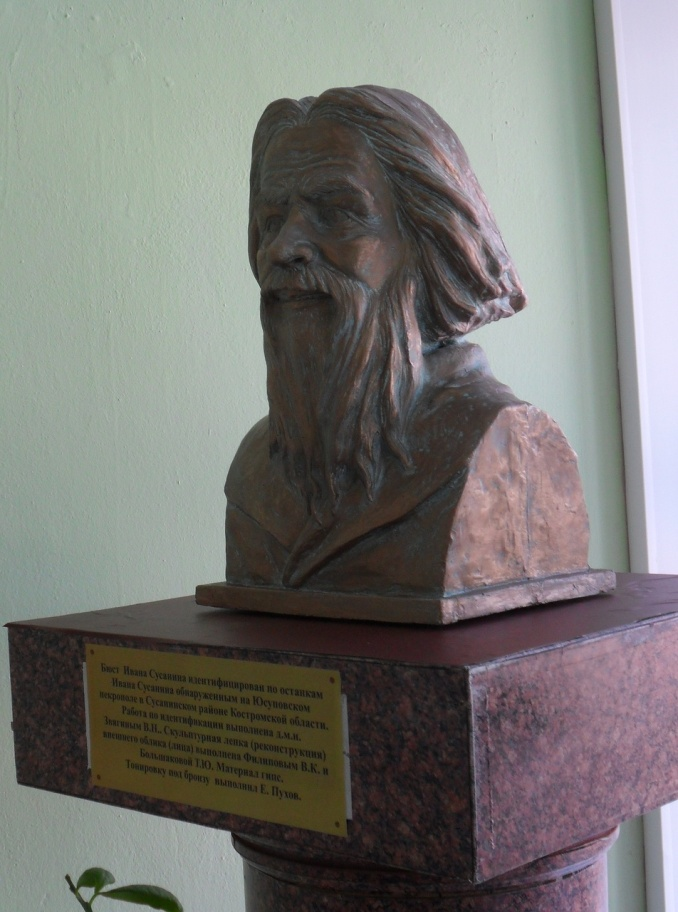 Бюст Ивана Сусанина идентифицирован по останкам
Ивана Сусанина обнаруженным на Юсуповском
некрополе в Сусанинском районе Костромской области.
Работа по идентификации выполнена д.м.н.
Звягиным В.Н., Скульптурная лепка (реконструкция)
внешнего облика (лица) выполнена Филипповым В.К. и
Большаковой Т.Ю. Материал гипс.
Тонировку под бронзу выполнил Е. Пухов.